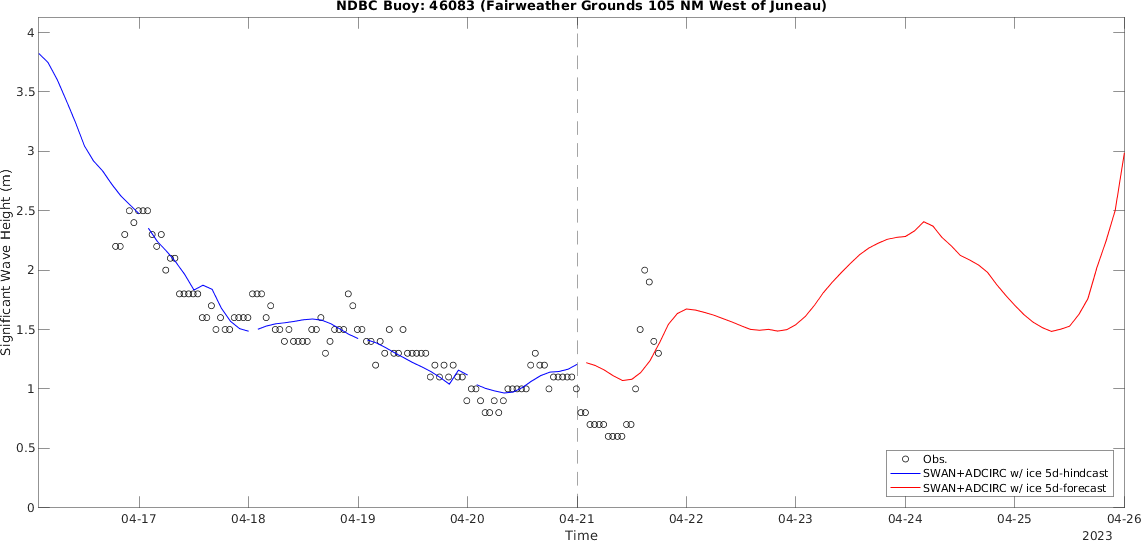 NDBC Buoy: 46083 (Fairweather Grounds 105 NM West of Juneau)
Significant Wave Height (m)
4
3.5
3
2.5
2
1.5
1
0.5
0
Obs.
SWAN+ADCIRC w/ ice 5d-hindcast
SWAN+ADCIRC w/ ice 5d-forecast
04-17 04-18 04-19 04-20 04-21 04-22 04-23 04-24 04-25 04-26
Time
2023